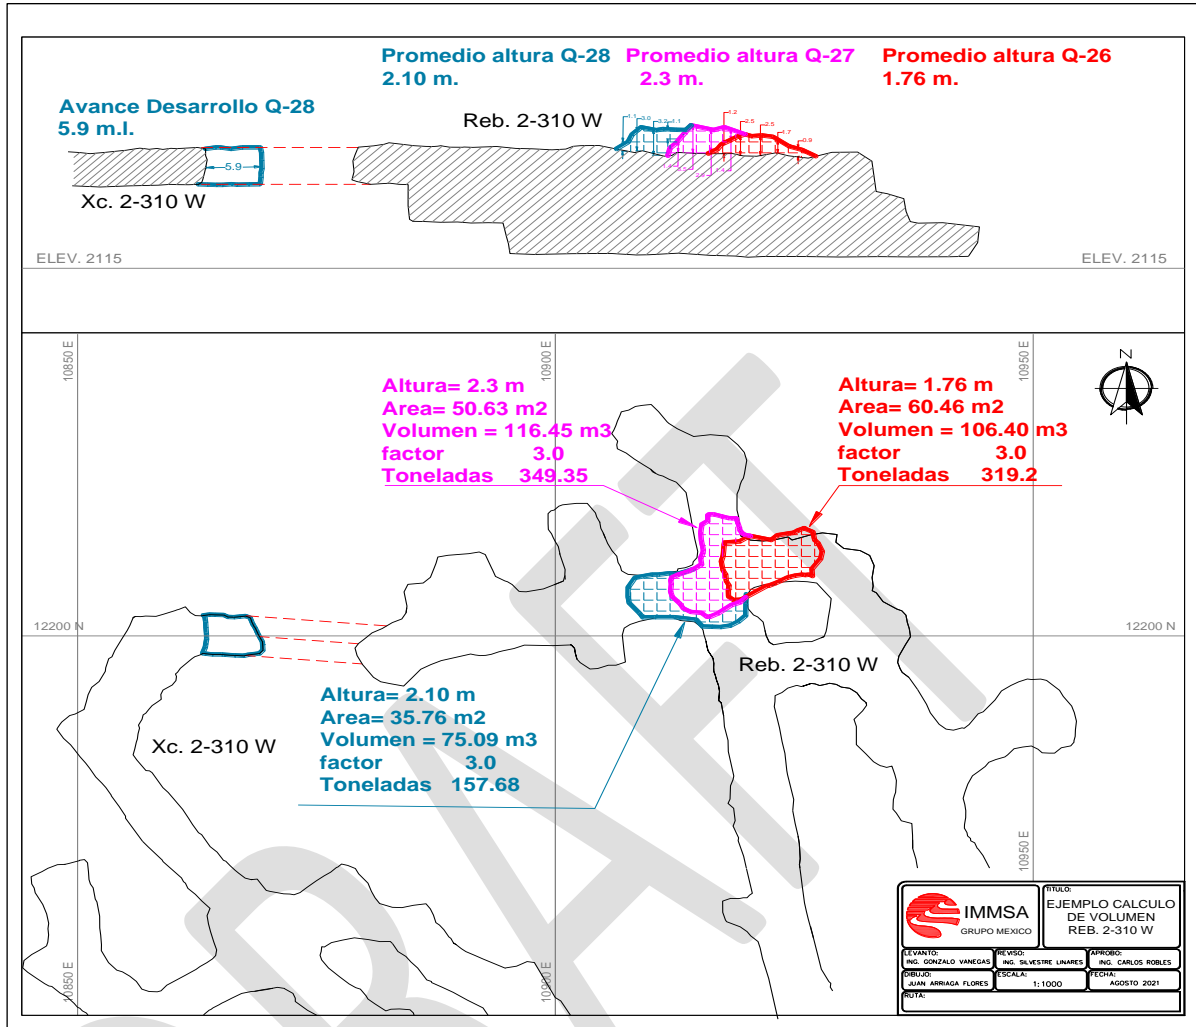 Promedio altura Q-28
2.10 m.
Promedio altura Q-27
2.3 m.
Promedio altura Q-26
1.76 m.
Avance Desarrollo Q-28
5.9 m.l.
Reb. 2-310 W
5.9
Xc. 2-310 W
ELEV. 2115
ELEV. 2115
10850 E
10900 E
10950 E
N
Altura= 2.3 m
Area= 50.63 m2
Volumen = 116.45 m3
factor 3.0
Toneladas 349.35
Altura= 1.76 m
Area= 60.46 m2
Volumen = 106.40 m3
factor 3.0
Toneladas 319.2
12200 N
12200 N
Reb. 2-310 W
Altura= 2.10 m
Area= 35.76 m2
Volumen = 75.09 m3
factor 3.0
Toneladas 157.68
Xc. 2-310 W
10850 E
10900 E
10950 E
DRAFT
IMMSA
GRUPO MEXICO
TITULO:
EJEMPLO CALCULO
DE VOLUMEN
REB. 2-310 W
LEVANTO:
ING. GONZALO VANEGAS
REVISO:
ING. SILVESTRE LINARES
APROBO:
ING. CARLOS ROBLES
DIBUJO:
JUAN ARRIAGA FLORES
ESCALA:
1:1000
FECHA:
AGOSTO 2021
RUTA: